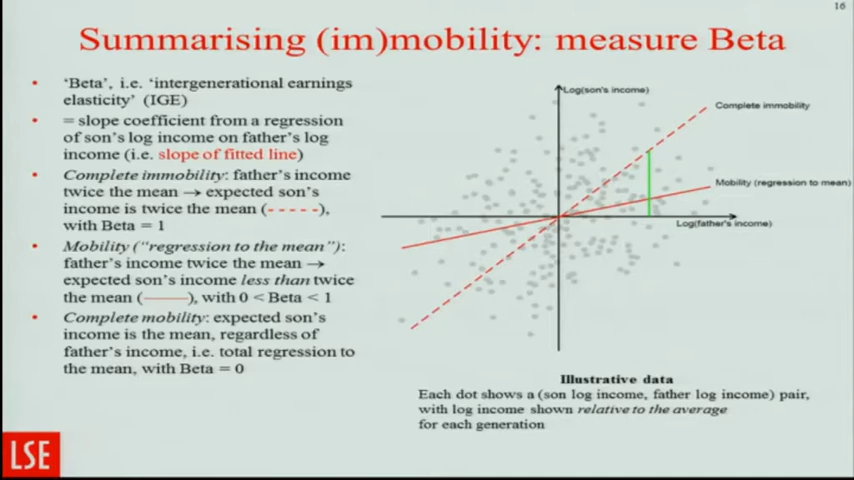 16
Summarising (im)mobility: measure Beta
• 'Beta', i.e. 'intergenerational earnings
elasticity' (IGE)
• = slope coefficient from a regression
of son's log income on father's log
income (i.e. slope of fitted line)
• Complete immobility: father's income
twice the mean → expected son's
income is twice the mean (- - - - -),
with Beta = 1
• Mobility ("regression to the mean"):
father's income twice the mean →
expected son's income less than twice
the mean (———), with 0 < Beta < 1
• Complete mobility: expected son's
income is the mean, regardless of
father's income, i.e. total regression to
the mean, with Beta = 0
Log(son's income)
Complete immobility
Mobility (regression to mean)
Log(father's income)
Illustrative data
Each dot shows a (son log income, father log income) pair,
with log income shown relative to the average
for each generation
LSE